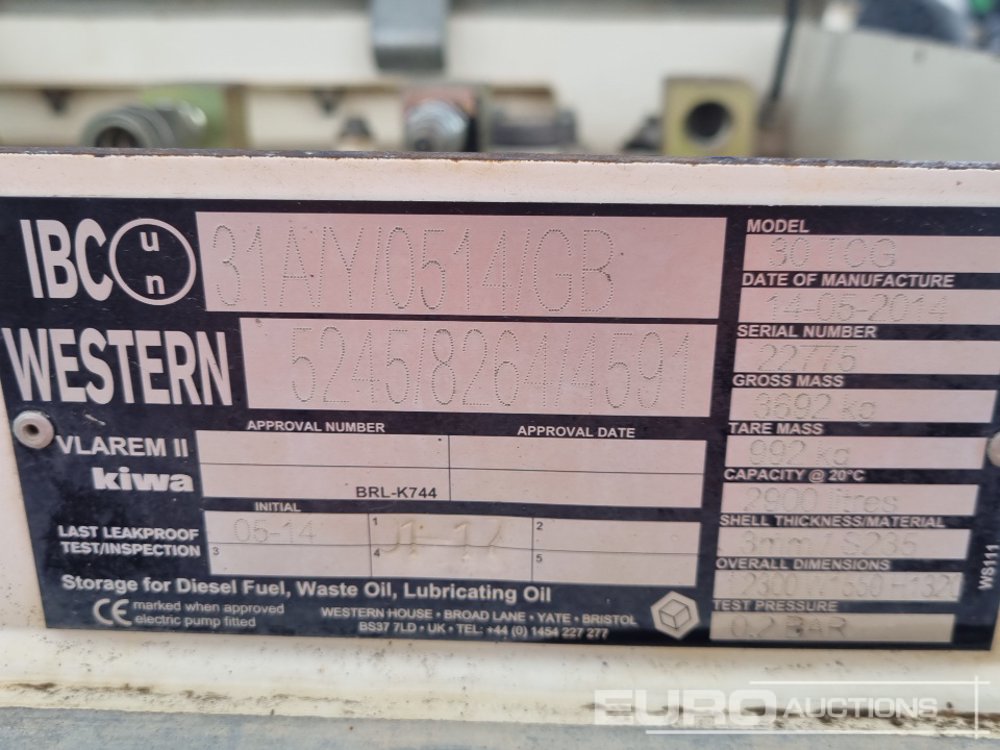 IBC un 31A/Y/0514/GB
WESTERN 5245/8264/4591
VLAREM II
kiwa
APPROVAL NUMBER APPROVAL DATE
BRL-K744
LAST LEAKPROOF
TEST/INSPECTION
INITIAL 05-14
1 2
3 4 5
Storage for Diesel Fuel, Waste Oil, Lubricating Oil
CE marked when approved
electric pump fitted
WESTERN HOUSE • BROAD LANE • YATE • BRISTOL
BS37 7LD • UK • TEL: +44 (0) 1454 227 277
MODEL
30 TCG
DATE OF MANUFACTURE
14-05-2014
SERIAL NUMBER
22775
GROSS MASS
3692 kg
TARE MASS
992 kg
CAPACITY @ 20°C
2900 litres
SHELL THICKNESS/MATERIAL
3mm / S235
OVERALL DIMENSIONS
TEST PRESSURE
0.2 BAR
WS111
EURO AUCTIONS